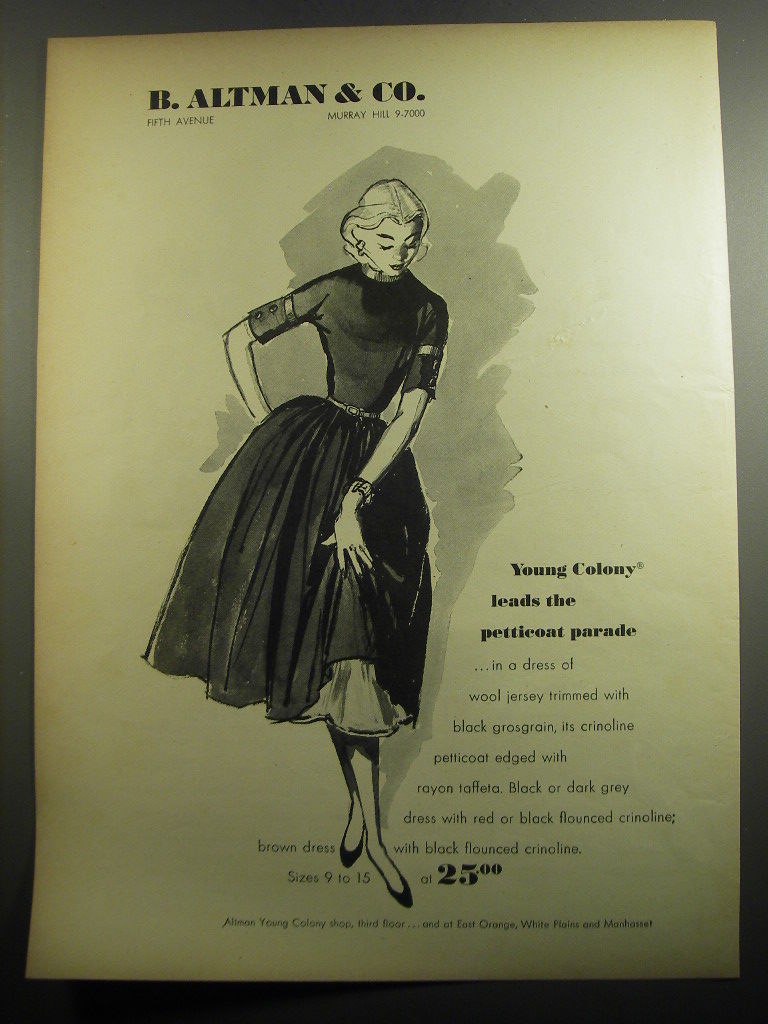 B. ALTMAN & CO.
FIFTH AVENUE MURRAY HILL 9-7000
Young Colony®
leads the
petticoat parade
...in a dress of
wool jersey trimmed with
black grosgrain, its crinoline
petticoat edged with
rayon taffeta. Black or dark grey
dress with red or black flounced crinoline;
brown dress with black flounced crinoline.
Sizes 9 to 15 at 25.00
Altman Young Colony shop, third floor...and at East Orange, White Plains and Manhasset